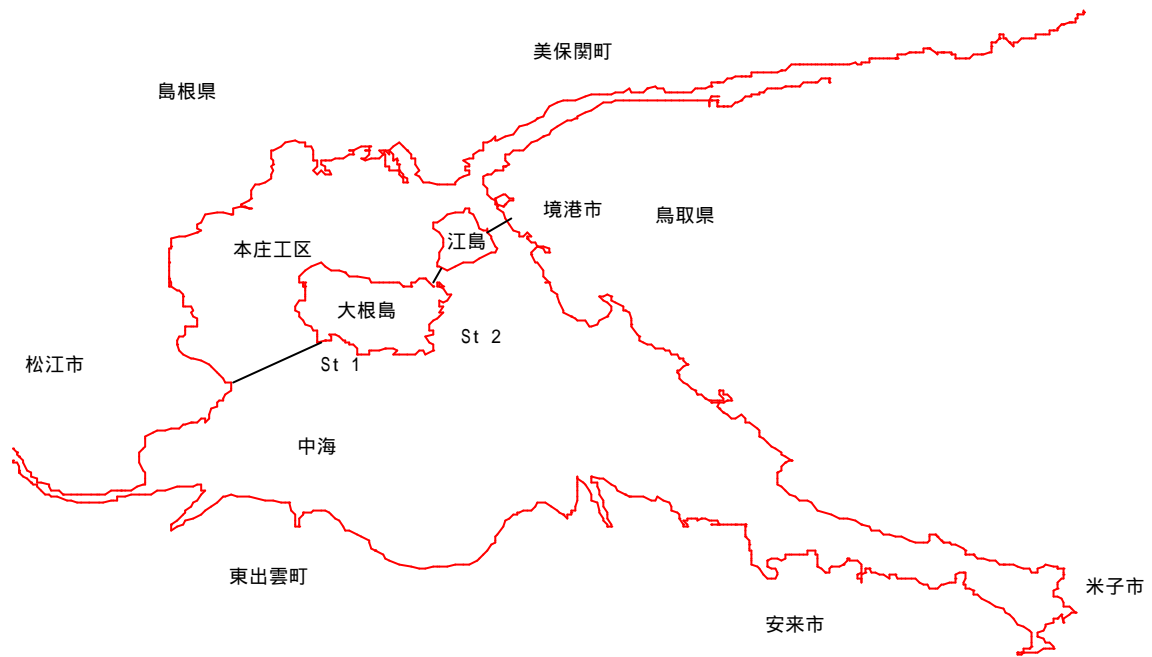 美保関町
島根県
境港市
鳥取県
江島
本庄工区
大根島
St 2
St 1
松江市
中海
東出雲町
米子市
安来市